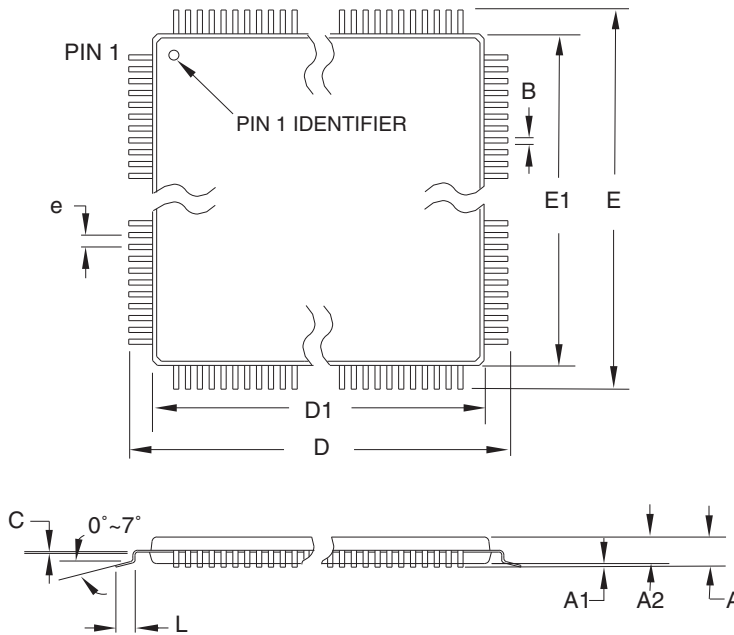 PIN 1
PIN 1 IDENTIFIER
B
e
E1
E
D1
D
C
0°~7°
L
A1
A2
A